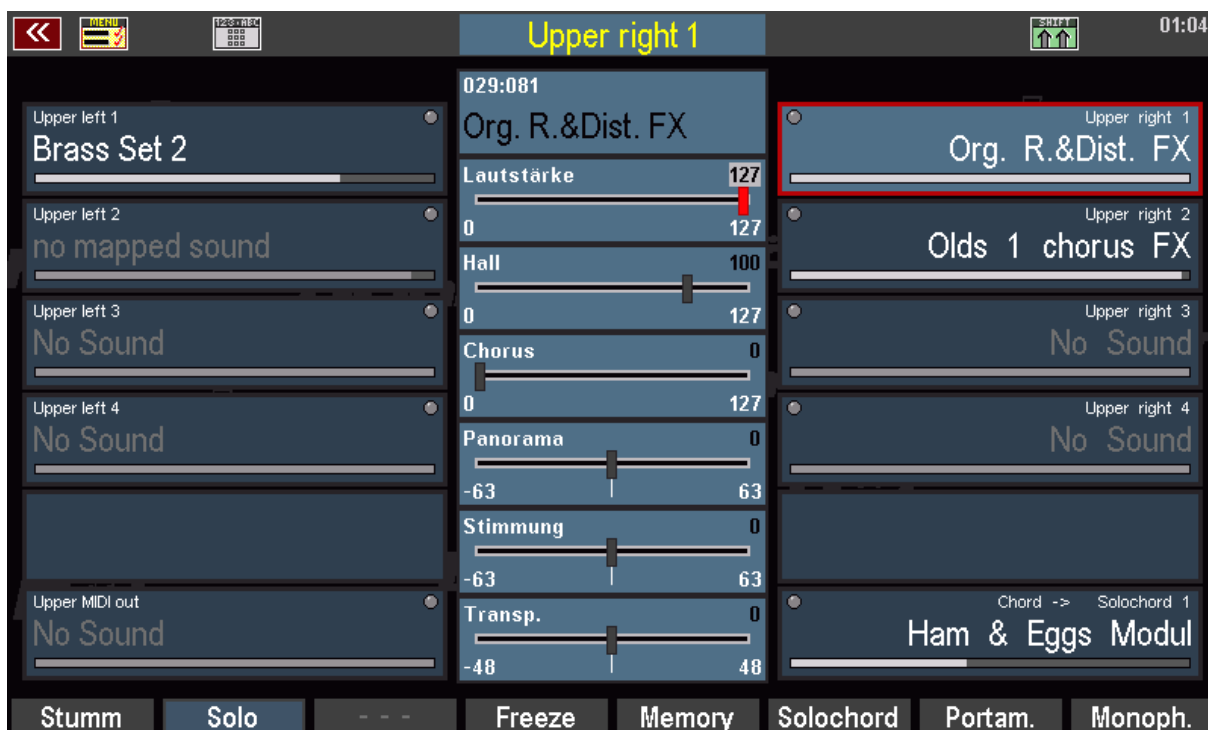 MENU
123-ABC
Upper right 1
SHIFT
01:04
Upper left 1
Brass Set 2
Upper left 2
no mapped sound
Upper left 3
No Sound
Upper left 4
No Sound
Upper MIDI out
No Sound
029:081
Org. R.&Dist. FX
Lautstärke 127
0 127
Hall 100
0 127
Chorus 0
0 127
Panorama 0
-63 63
Stimmung 0
-63 63
Transp. 0
-48 48
Upper right 1
Org. R.&Dist. FX
Upper right 2
Olds 1 chorus FX
Upper right 3
No Sound
Upper right 4
No Sound
Chord -> Solochord 1
Ham & Eggs Modul
Stumm Solo - - - Freeze Memory Solochord Portam. Monoph.